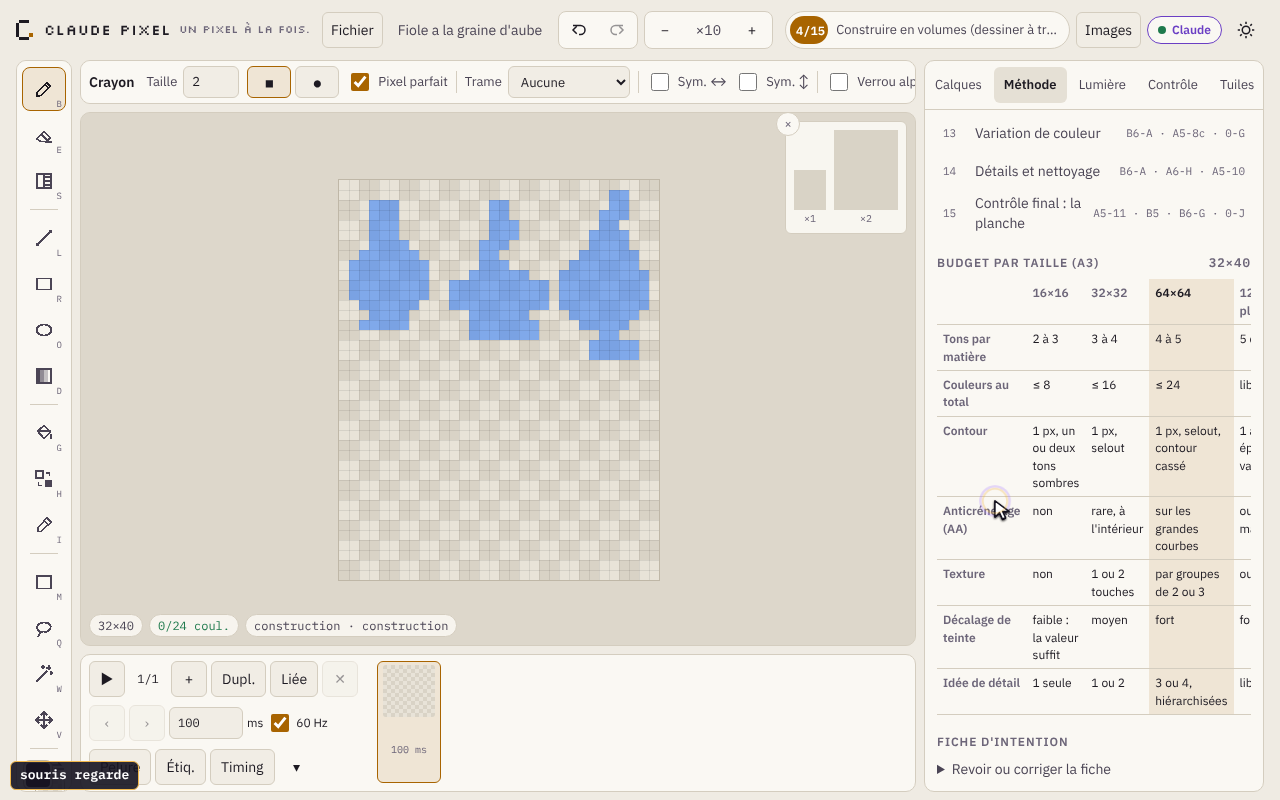 CLAUDE PIXEL UN PIXEL À LA FOIS. Fichier Fiole a la graine d'aube − ×10 + 4/15 Construire en volumes (dessiner à tr… Images Claude
Crayon Taille 2 Pixel parfait Trame Aucune Sym. ↔ Sym. ↕ Verrou alp
Calques Méthode Lumière Contrôle Tuiles
B
E
S
L
R
O
D
G
H
I
M
Q
W
V
×1 ×2
32×40 0/24 coul. construction · construction
1/1 + Dupl. Liée ×
‹ › 100 ms 60 Hz
Étiq. Timing ▼
100 ms
souris regarde
13 Variation de couleur B6-A · A5-8c · 0-G
14 Détails et nettoyage B6-A · A6-H · A5-10
15 Contrôle final : la planche A5-11 · B5 · B6-G · 0-J
BUDGET PAR TAILLE (A3) 32×40
16×16 32×32 64×64
Tons par matière 2 à 3 3 à 4 4 à 5
Couleurs au total ≤ 8 ≤ 16 ≤ 24 lib
Contour 1 px, un ou deux tons sombres 1 px, selout 1 px, selout, contour cassé
Anticrénelage (AA) non rare, à l'intérieur sur les grandes courbes
Texture non 1 ou 2 touches par groupes de 2 ou 3
Décalage de teinte faible : la valeur suffit moyen fort fo
Idée de détail 1 seule 1 ou 2 3 ou 4, hiérarchisées lib
FICHE D'INTENTION
▶ Revoir ou corriger la fiche